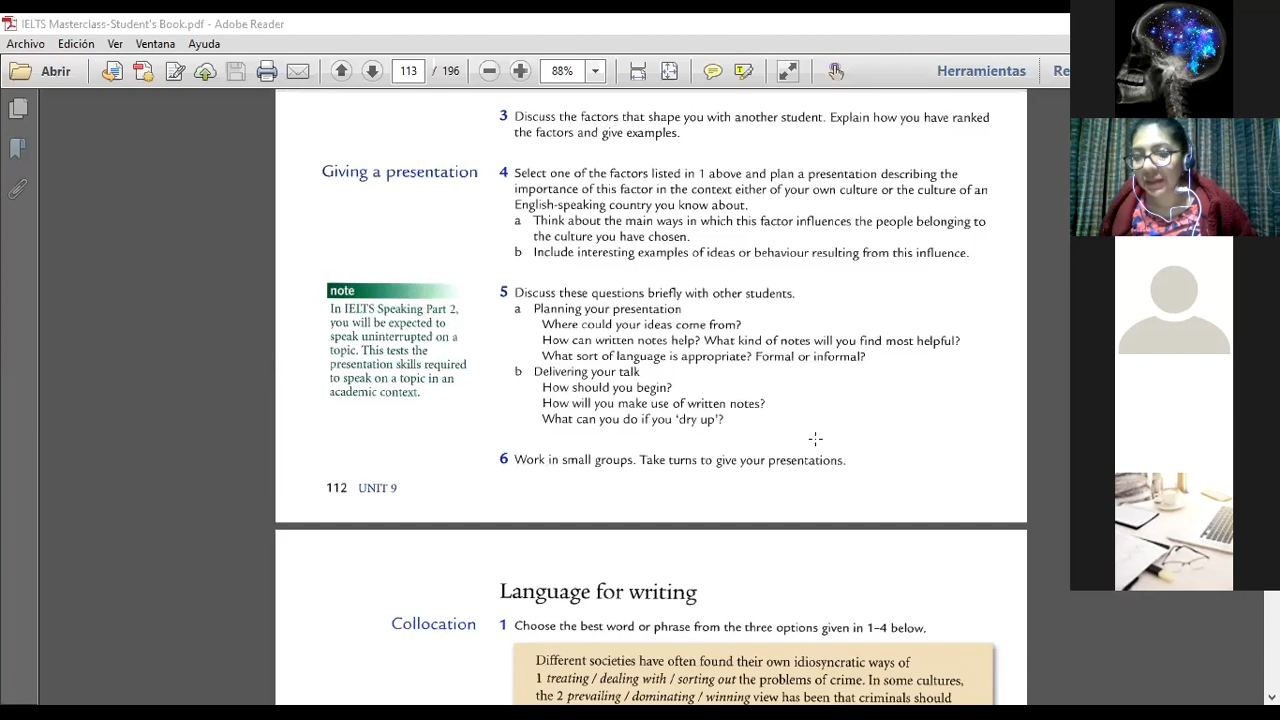 IELTS Masterclass-Student's Book.pdf - Adobe Reader
Archivo Edición Ver Ventana Ayuda
Abrir 113 / 196 88% Herramientas Re
3 Discuss the factors that shape you with another student. Explain how you have ranked
the factors and give examples.
Giving a presentation
4 Select one of the factors listed in 1 above and plan a presentation describing the
importance of this factor in the context either of your own culture or the culture of an
English-speaking country you know about.
a Think about the main ways in which this factor influences the people belonging to
the culture you have chosen.
b Include interesting examples of ideas or behaviour resulting from this influence.
note
In IELTS Speaking Part 2,
you will be expected to
speak uninterrupted on a
topic. This tests the
presentation skills required
to speak on a topic in an
academic context.
5 Discuss these questions briefly with other students.
a Planning your presentation
Where could your ideas come from?
How can written notes help? What kind of notes will you find most helpful?
What sort of language is appropriate? Formal or informal?
b Delivering your talk
How should you begin?
How will you make use of written notes?
What can you do if you ‘dry up’?
6 Work in small groups. Take turns to give your presentations.
112 UNIT 9
Language for writing
Collocation
1 Choose the best word or phrase from the three options given in 1–4 below.
Different societies have often found their own idiosyncratic ways of
1 treating / dealing with / sorting out the problems of crime. In some cultures,
the 2 prevailing / dominating / winning view has been that criminals should